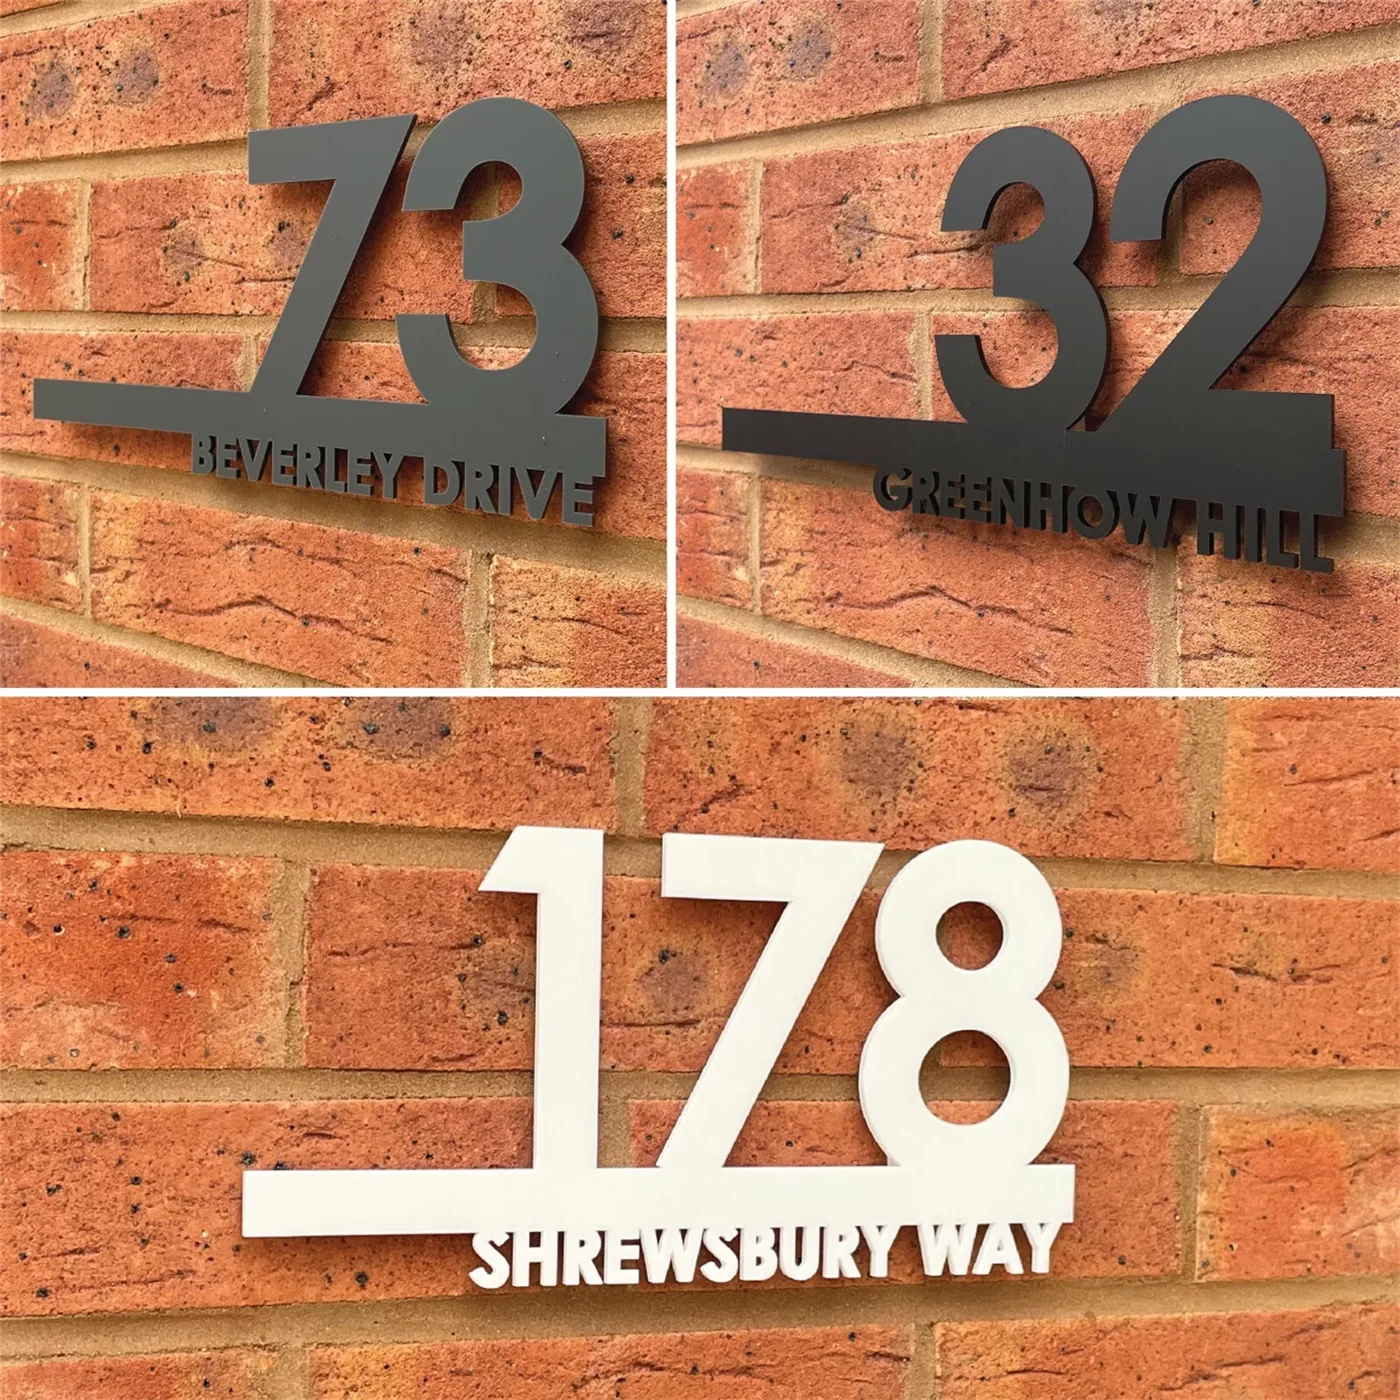 73
BEVERLEY DRIVE
32
GREENHOW HILL
178
SHREWSBURY WAY